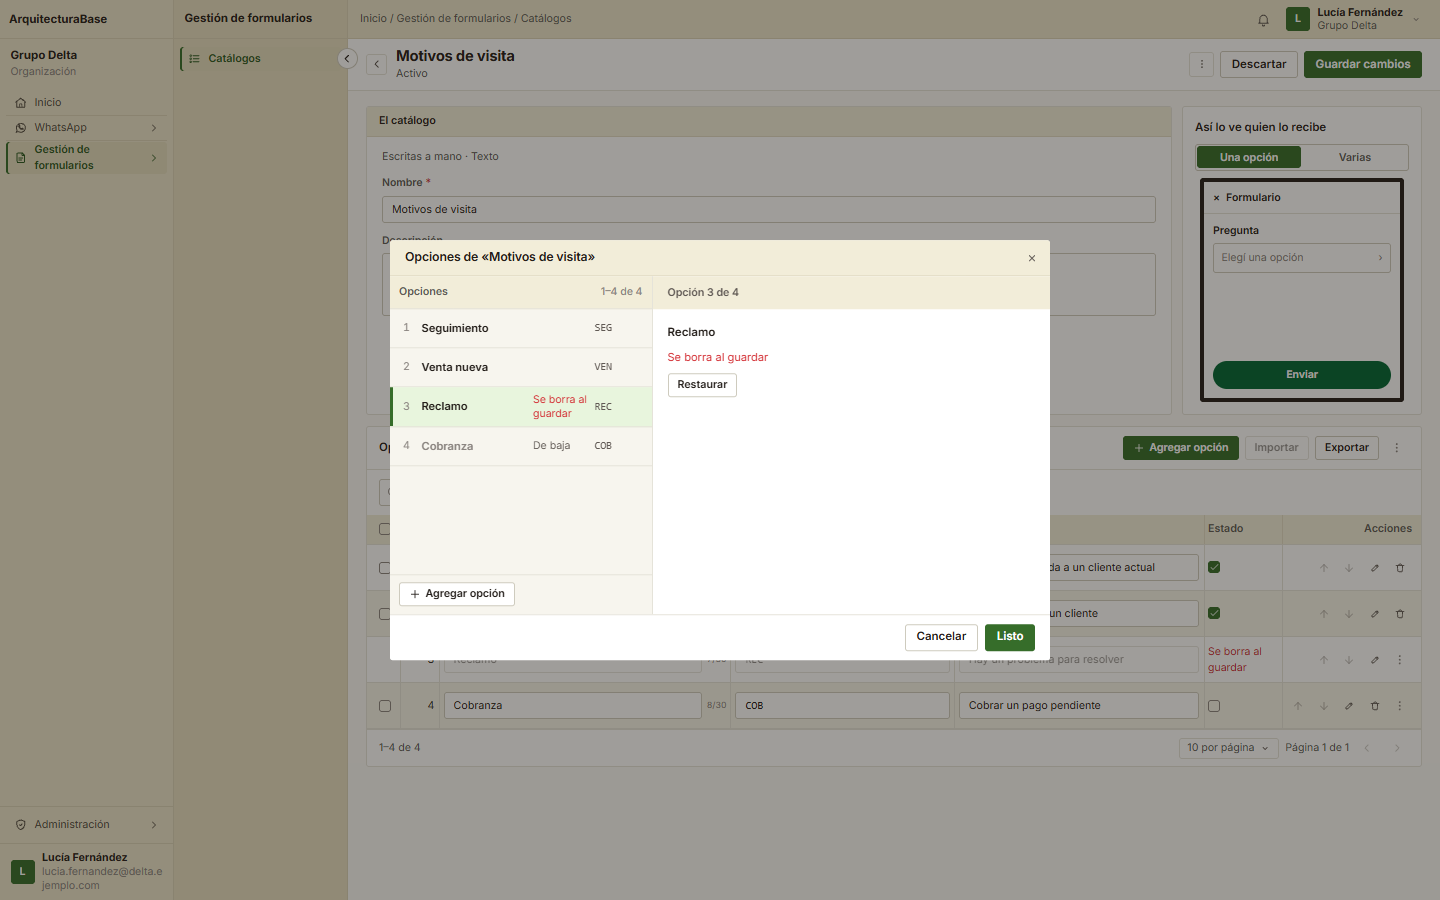 ArquitecturaBase
Grupo Delta
Organización
Inicio
WhatsApp
Gestión de
formularios
Administración
L
Lucía Fernández
lucia.fernandez@delta.e
jemplo.com
Gestión de formularios
Catálogos
Inicio / Gestión de formularios / Catálogos
L
Lucía Fernández
Grupo Delta
Motivos de visita
Activo
Descartar
Guardar cambios
El catálogo
Escritas a mano · Texto
Nombre *
Motivos de visita
Descripción
Así lo ve quien lo recibe
Una opción
Varias
× Formulario
Pregunta
Elegí una opción
Enviar
Opciones de «Motivos de visita»
×
Opciones
1–4 de 4
1 Seguimiento SEG
2 Venta nueva VEN
3 Reclamo Se borra al guardar REC
4 Cobranza De baja COB
+ Agregar opción
Opción 3 de 4
Reclamo
Se borra al guardar
Restaurar
Cancelar
Listo
+ Agregar opción
Importar
Exportar
Estado
Acciones
a un cliente actual
un cliente
3 Reclamo REC Hay un problema para resolver
Se borra al
guardar
4 Cobranza 8/30 COB Cobrar un pago pendiente
1–4 de 4
10 por página
Página 1 de 1